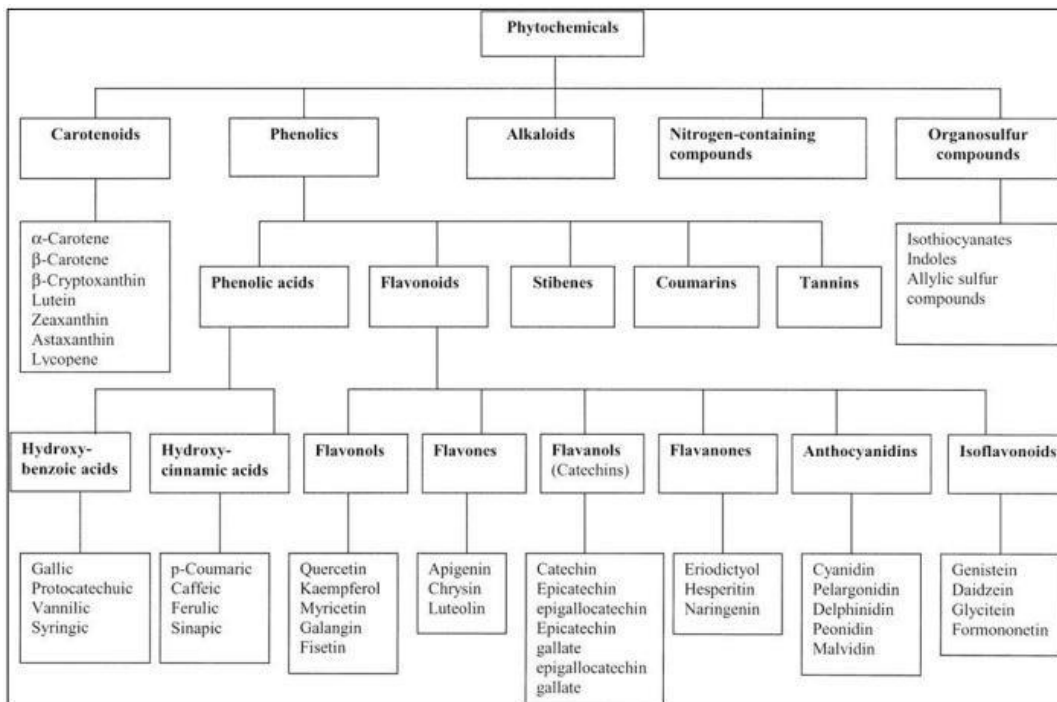 Phytochemicals
Carotenoids
Phenolics
Alkaloids
Nitrogen-containing
compounds
Organosulfur
compounds
α-Carotene
β-Carotene
β-Cryptoxanthin
Lutein
Zeaxanthin
Astaxanthin
Lycopene
Isothiocyanates
Indoles
Allylic sulfur
compounds
Phenolic acids
Flavonoids
Stibenes
Coumarins
Tannins
Hydroxy-
benzoic acids
Hydroxy-
cinnamic acids
Flavonols
Flavones
Flavanols
(Catechins)
Flavanones
Anthocyanidins
Isoflavonoids
Gallic
Protocatechuic
Vannilic
Syringic
p-Coumaric
Caffeic
Ferulic
Sinapic
Quercetin
Kaempferol
Myricetin
Galangin
Fisetin
Apigenin
Chrysin
Luteolin
Catechin
Epicatechin
epigallocatechin
Epicatechin
gallate
epigallocatechin
gallate
Eriodictyol
Hesperitin
Naringenin
Cyanidin
Pelargonidin
Delphinidin
Peonidin
Malvidin
Genistein
Daidzein
Glycitein
Formononetin